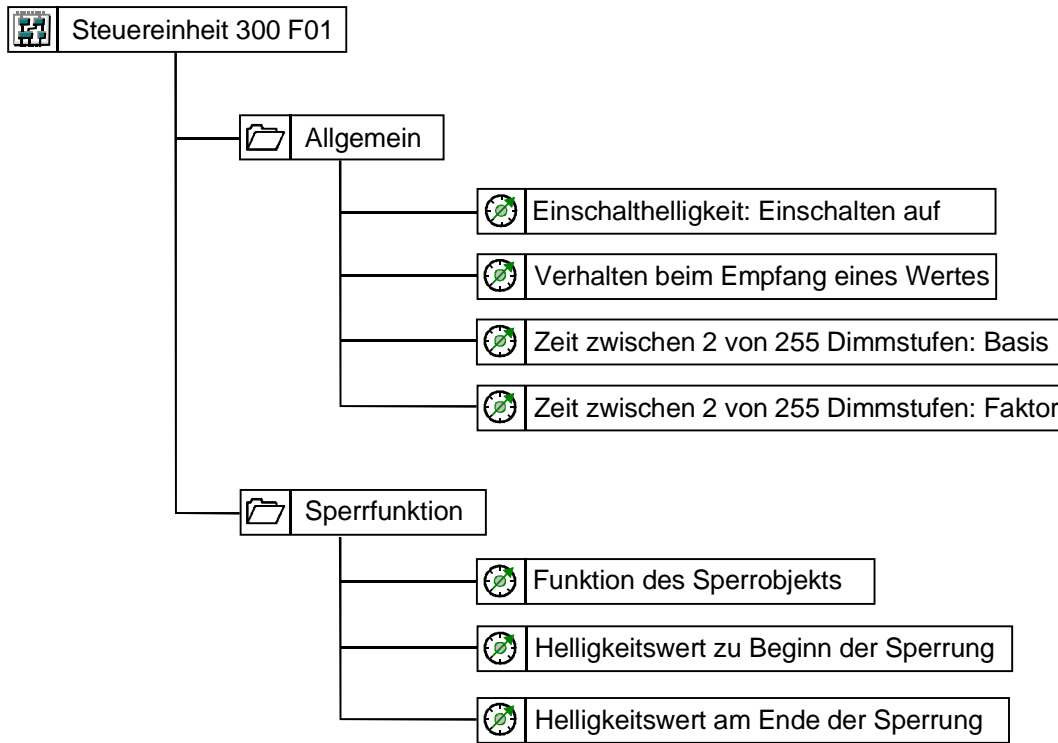 Steuereinheit 300 F01
Allgemein
Einschalthelligkeit: Einschalten auf
Verhalten beim Empfang eines Wertes
Zeit zwischen 2 von 255 Dimmstufen: Basis
Zeit zwischen 2 von 255 Dimmstufen: Faktor
Sperrfunktion
Funktion des Sperrobjekts
Helligkeitswert zu Beginn der Sperrung
Helligkeitswert am Ende der Sperrung